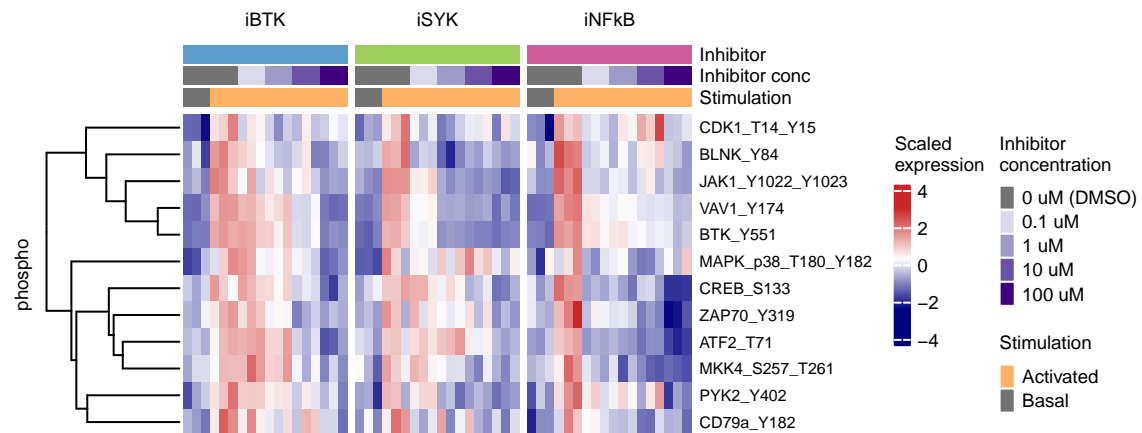 iBTK iSYK iNFkB
Inhibitor
Inhibitor conc
Stimulation
CDK1_T14_Y15
BLNK_Y84
JAK1_Y1022_Y1023
VAV1_Y174
BTK_Y551
MAPK_p38_T180_Y182
CREB_S133
ZAP70_Y319
ATF2_T71
MKK4_S257_T261
PYK2_Y402
CD79a_Y182
phospho
Scaled
expression
4
2
0
−2
−4
Inhibitor
concentration
0 uM (DMSO)
0.1 uM
1 uM
10 uM
100 uM
Stimulation
Activated
Basal